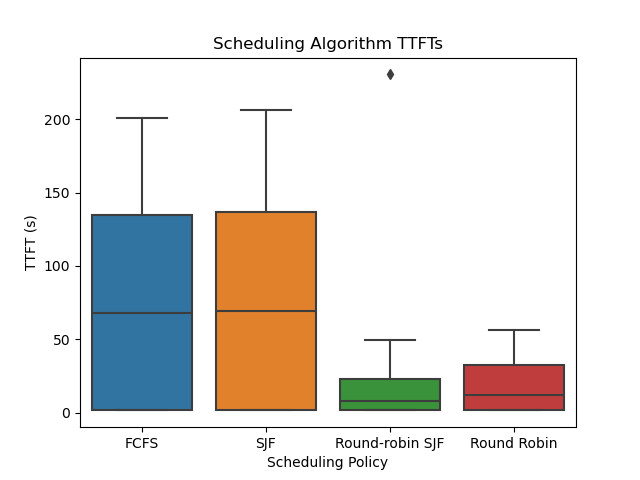 Scheduling Algorithm TTFTs
200
150
100
50
0
TTFT (s)
FCFS SJF Round-robin SJF Round Robin
Scheduling Policy